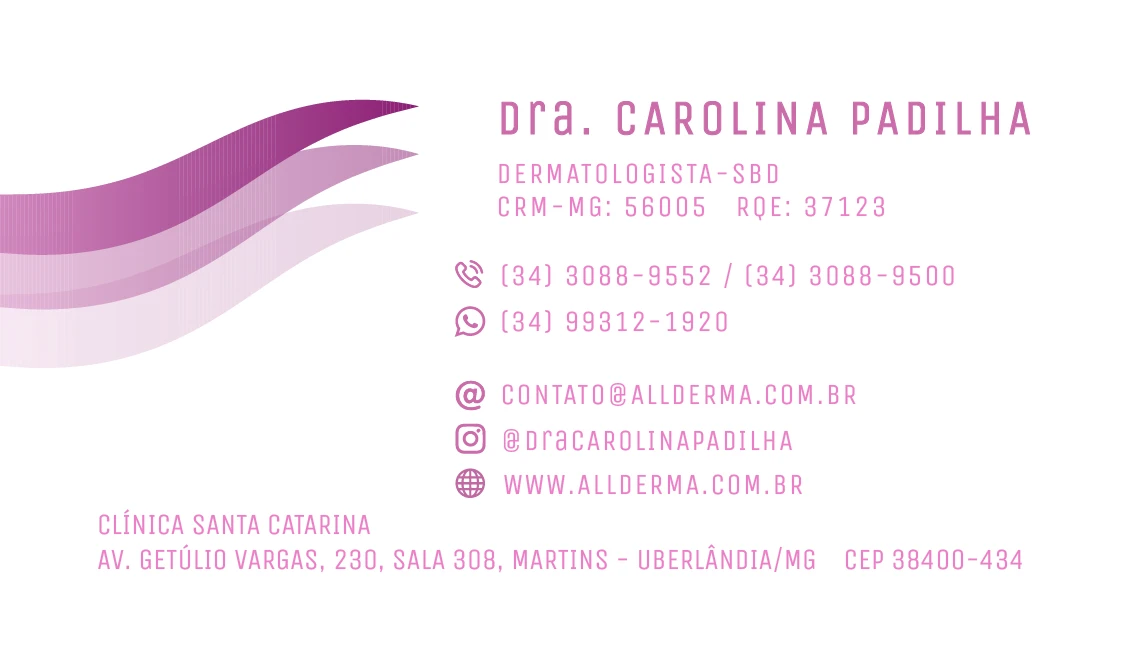 Dra. CAROLINA PADILHA
DERMATOLOGISTA-SBD
CRM-MG: 56005 RQE: 37123
(34) 3088-9552 / (34) 3088-9500
(34) 99312-1920
CONTATO@ALLDERMA.COM.BR
@DraCAROLINAPADILHA
WWW.ALLDERMA.COM.BR
CLÍNICA SANTA CATARINA
AV. GETÚLIO VARGAS, 230, SALA 308, MARTINS - UBERLÂNDIA/MG CEP 38400-434